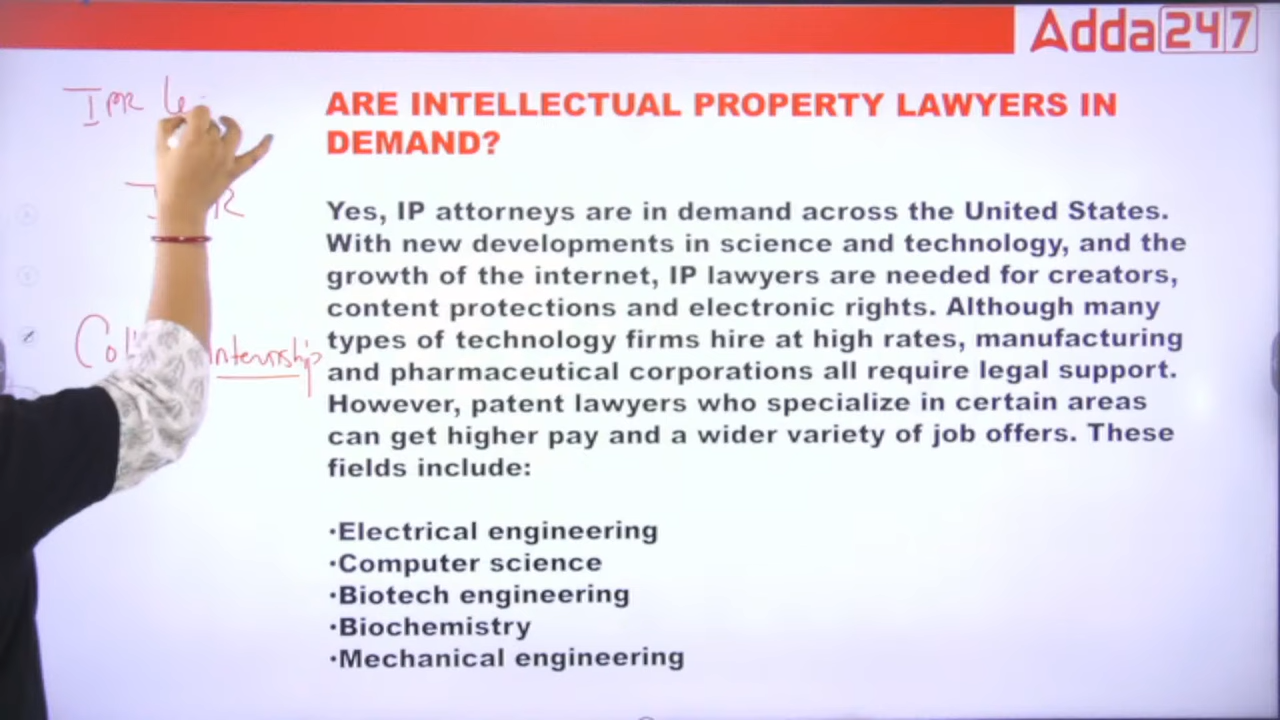 Adda247
IPR
ARE INTELLECTUAL PROPERTY LAWYERS IN
DEMAND?
Yes, IP attorneys are in demand across the United States.
With new developments in science and technology, and the
growth of the internet, IP lawyers are needed for creators,
content protections and electronic rights. Although many
types of technology firms hire at high rates, manufacturing
and pharmaceutical corporations all require legal support.
However, patent lawyers who specialize in certain areas
can get higher pay and a wider variety of job offers. These
fields include:
•Electrical engineering
•Computer science
•Biotech engineering
•Biochemistry
•Mechanical engineering
Internship